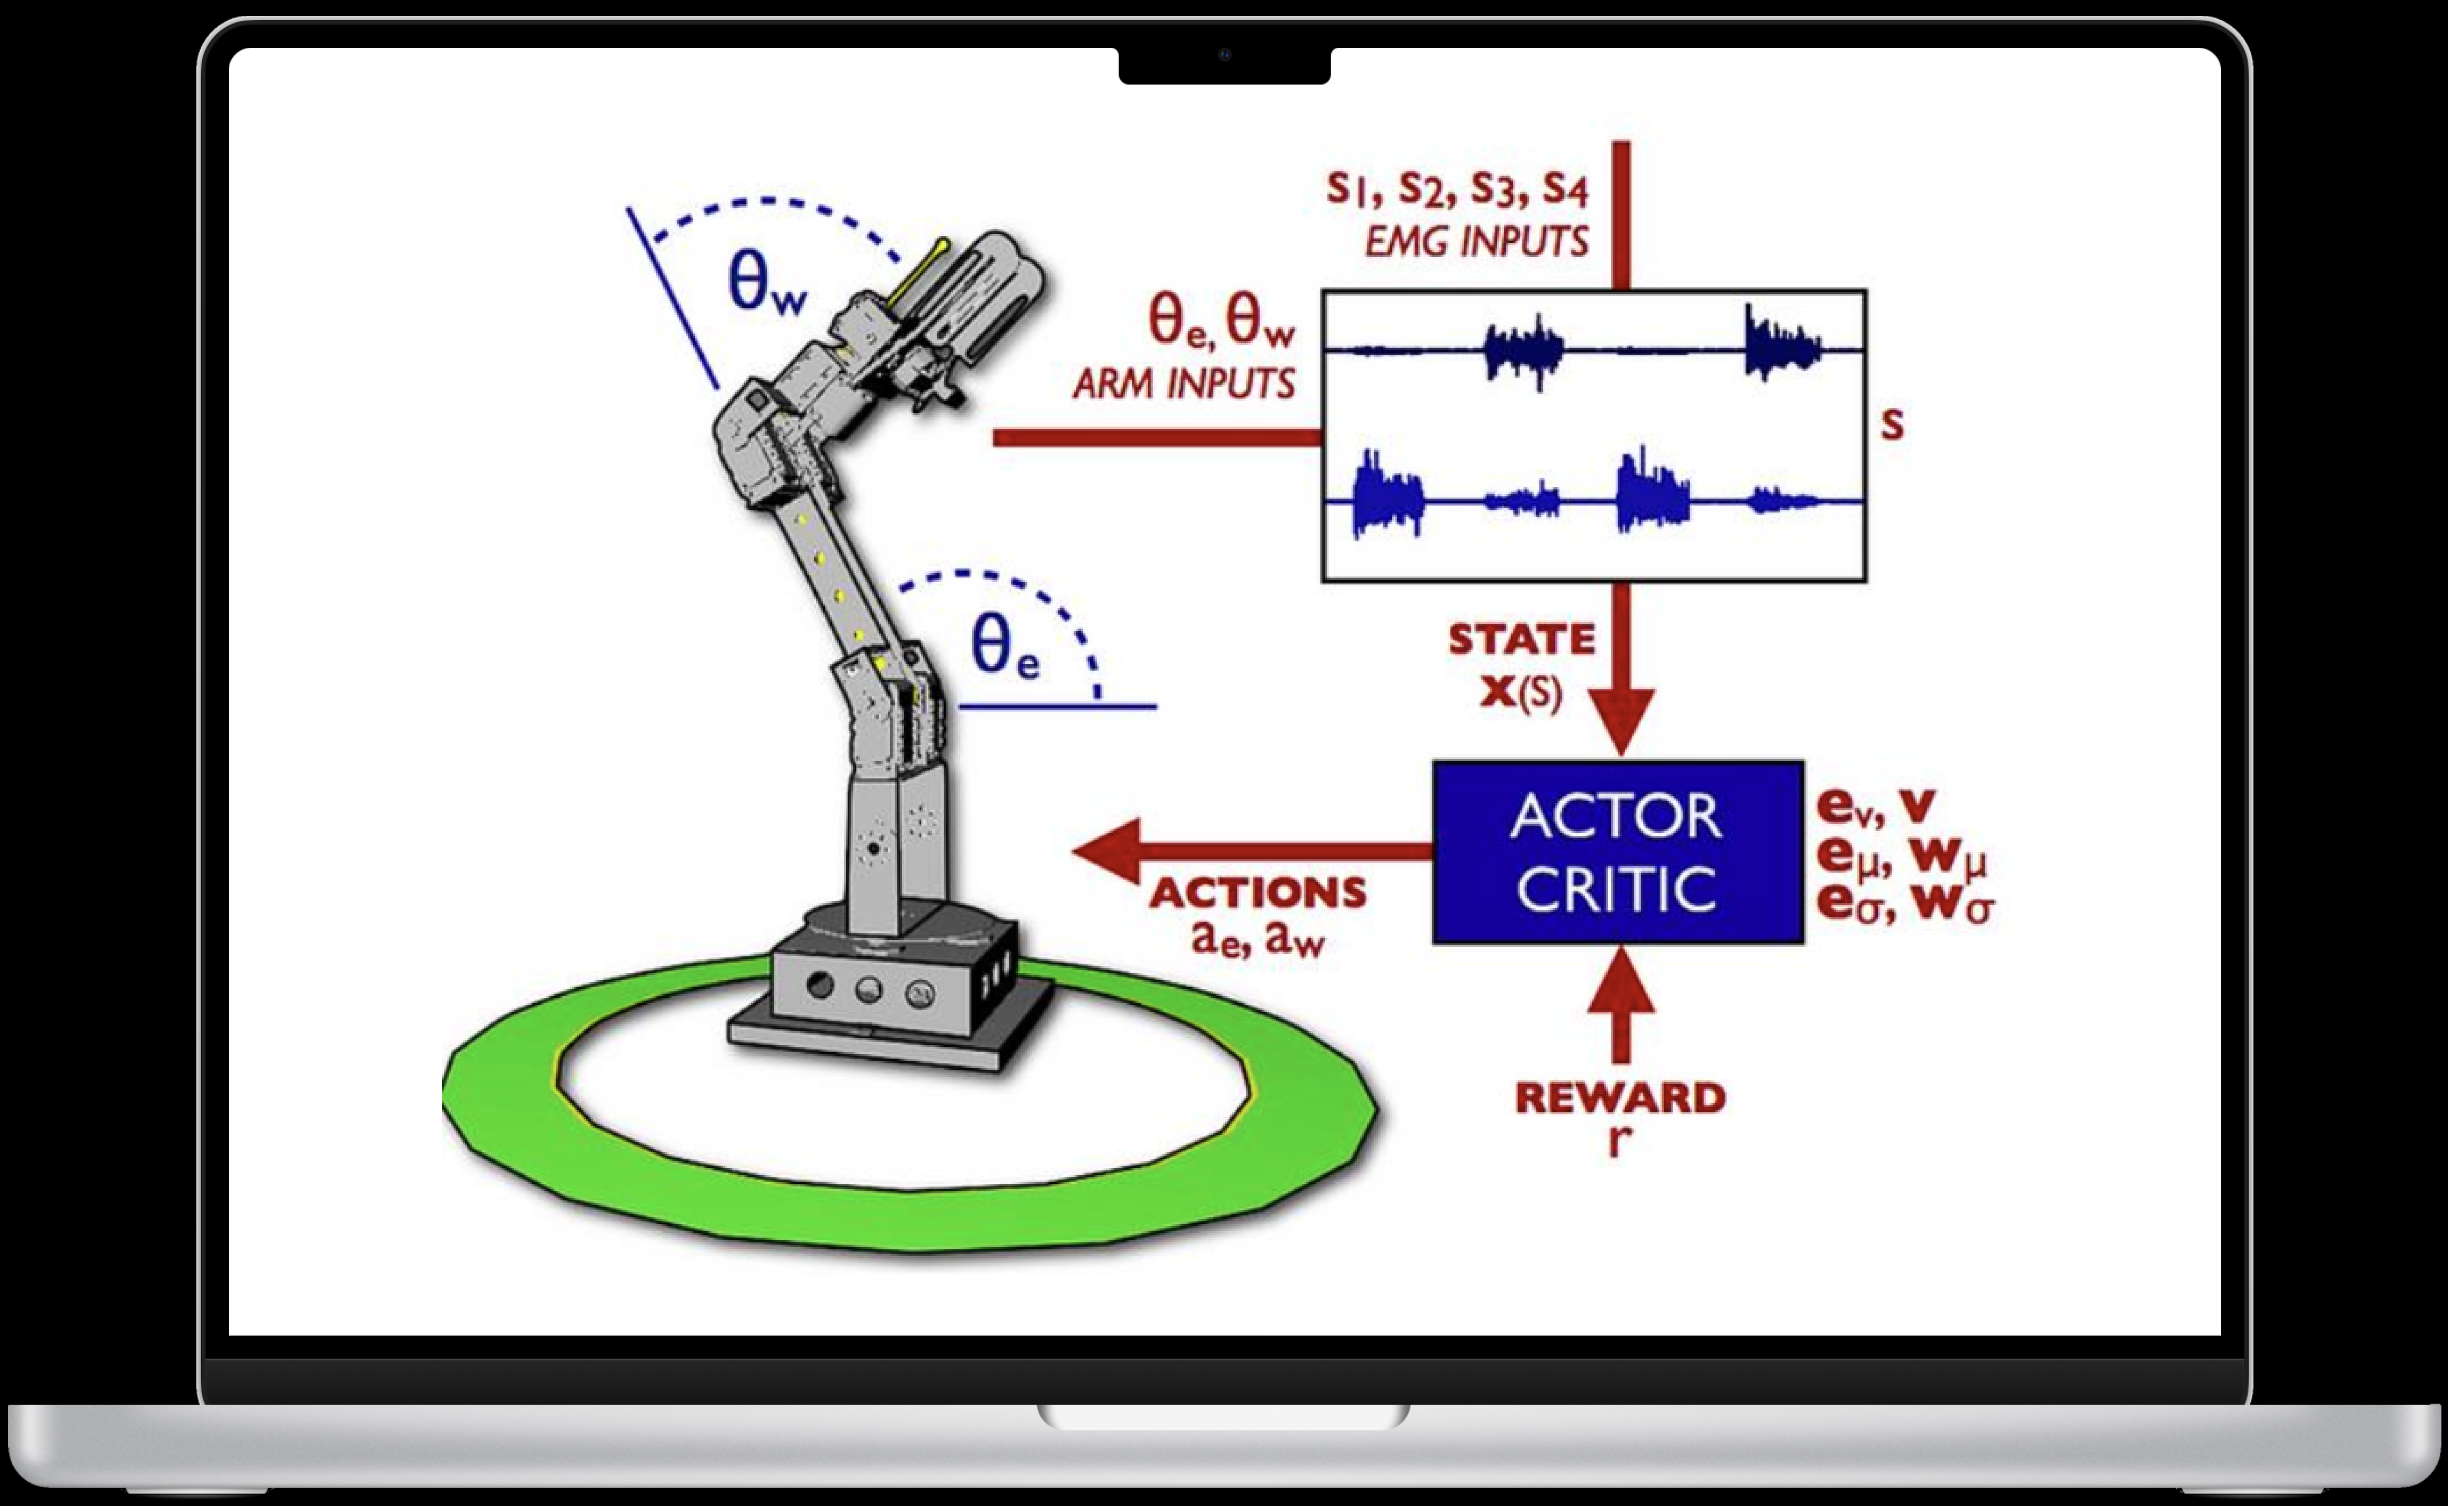 s1, s2, s3, s4
EMG INPUTS
θw
θe, θw
ARM INPUTS
s
θe
STATE
x(s)
ACTOR
CRITIC
ev, v
eμ, wμ
eσ, wσ
ACTIONS
ae, aw
REWARD
r